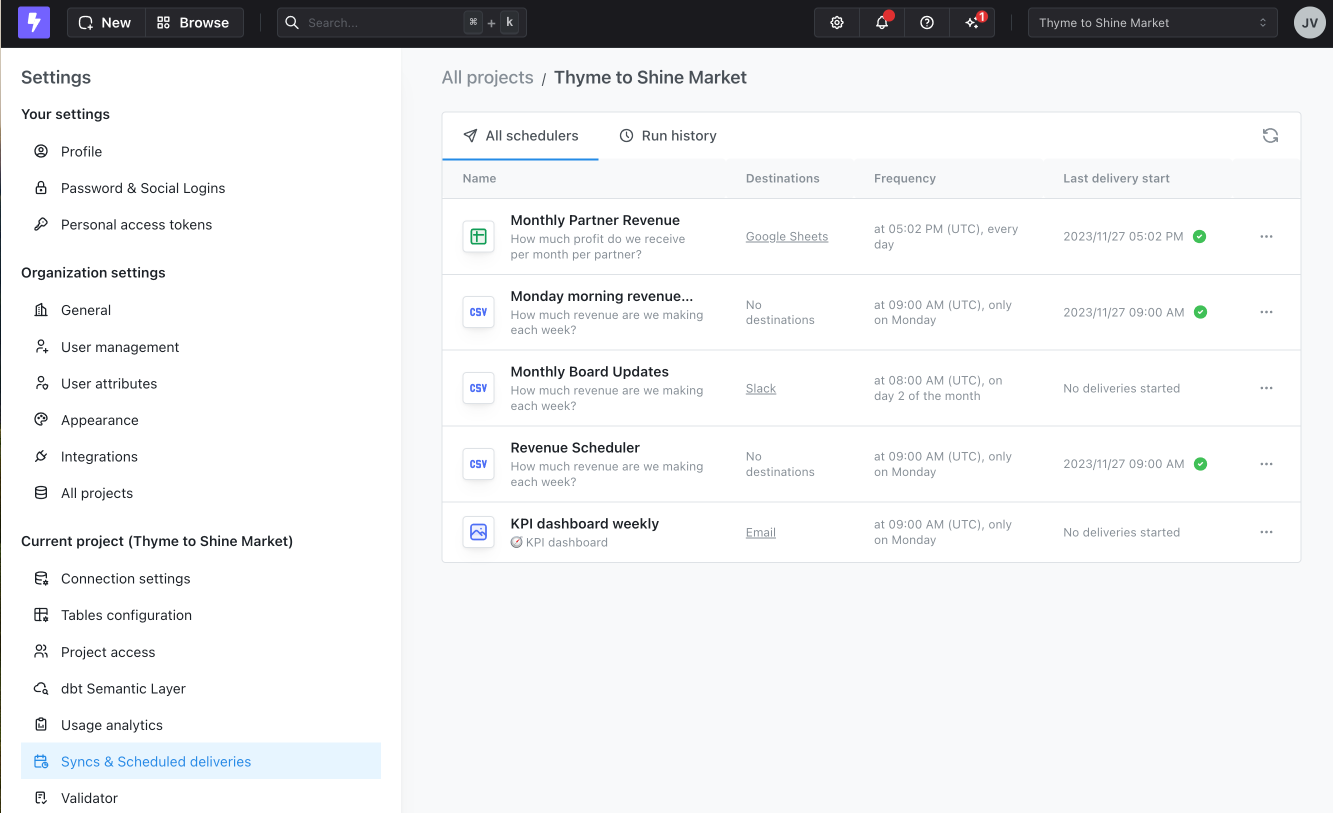 New
Browse
Search...
⌘ + k
1
Thyme to Shine Market
JV
Settings
Your settings
Profile
Password & Social Logins
Personal access tokens
Organization settings
General
User management
User attributes
Appearance
Integrations
All projects
Current project (Thyme to Shine Market)
Connection settings
Tables configuration
Project access
dbt Semantic Layer
Usage analytics
Syncs & Scheduled deliveries
Validator
All projects / Thyme to Shine Market
All schedulers
Run history
Name
Destinations
Frequency
Last delivery start
Monthly Partner Revenue
How much profit do we receive
per month per partner?
Google Sheets
at 05:02 PM (UTC), every
day
2023/11/27 05:02 PM
CSV
Monday morning revenue...
How much revenue are we making
each week?
No
destinations
at 09:00 AM (UTC), only
on Monday
2023/11/27 09:00 AM
CSV
Monthly Board Updates
How much revenue are we making
each week?
Slack
at 08:00 AM (UTC), on
day 2 of the month
No deliveries started
CSV
Revenue Scheduler
How much revenue are we making
each week?
No
destinations
at 09:00 AM (UTC), only
on Monday
2023/11/27 09:00 AM
KPI dashboard weekly
KPI dashboard
Email
at 09:00 AM (UTC), only
on Monday
No deliveries started